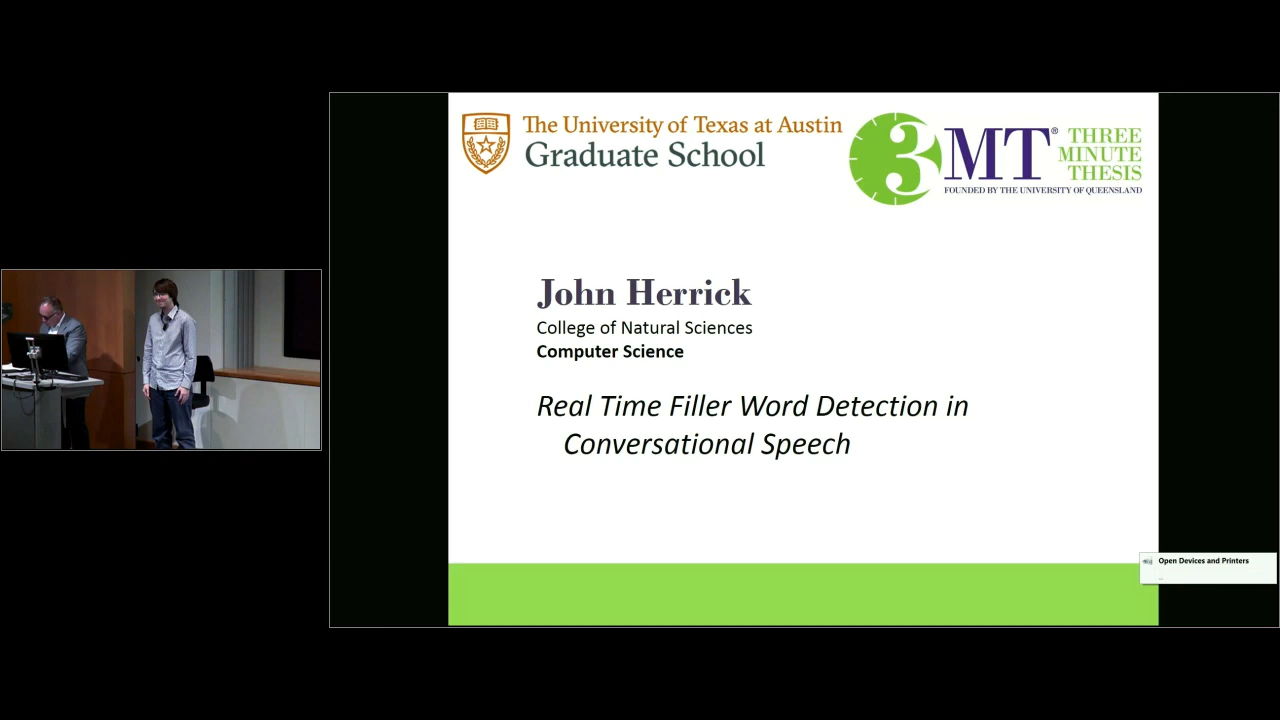 The University of Texas at Austin
Graduate School
3MT® THREE
MINUTE
THESIS
FOUNDED BY THE UNIVERSITY OF QUEENSLAND
John Herrick
College of Natural Sciences
Computer Science
Real Time Filler Word Detection in
Conversational Speech
Open Devices and Printers
...